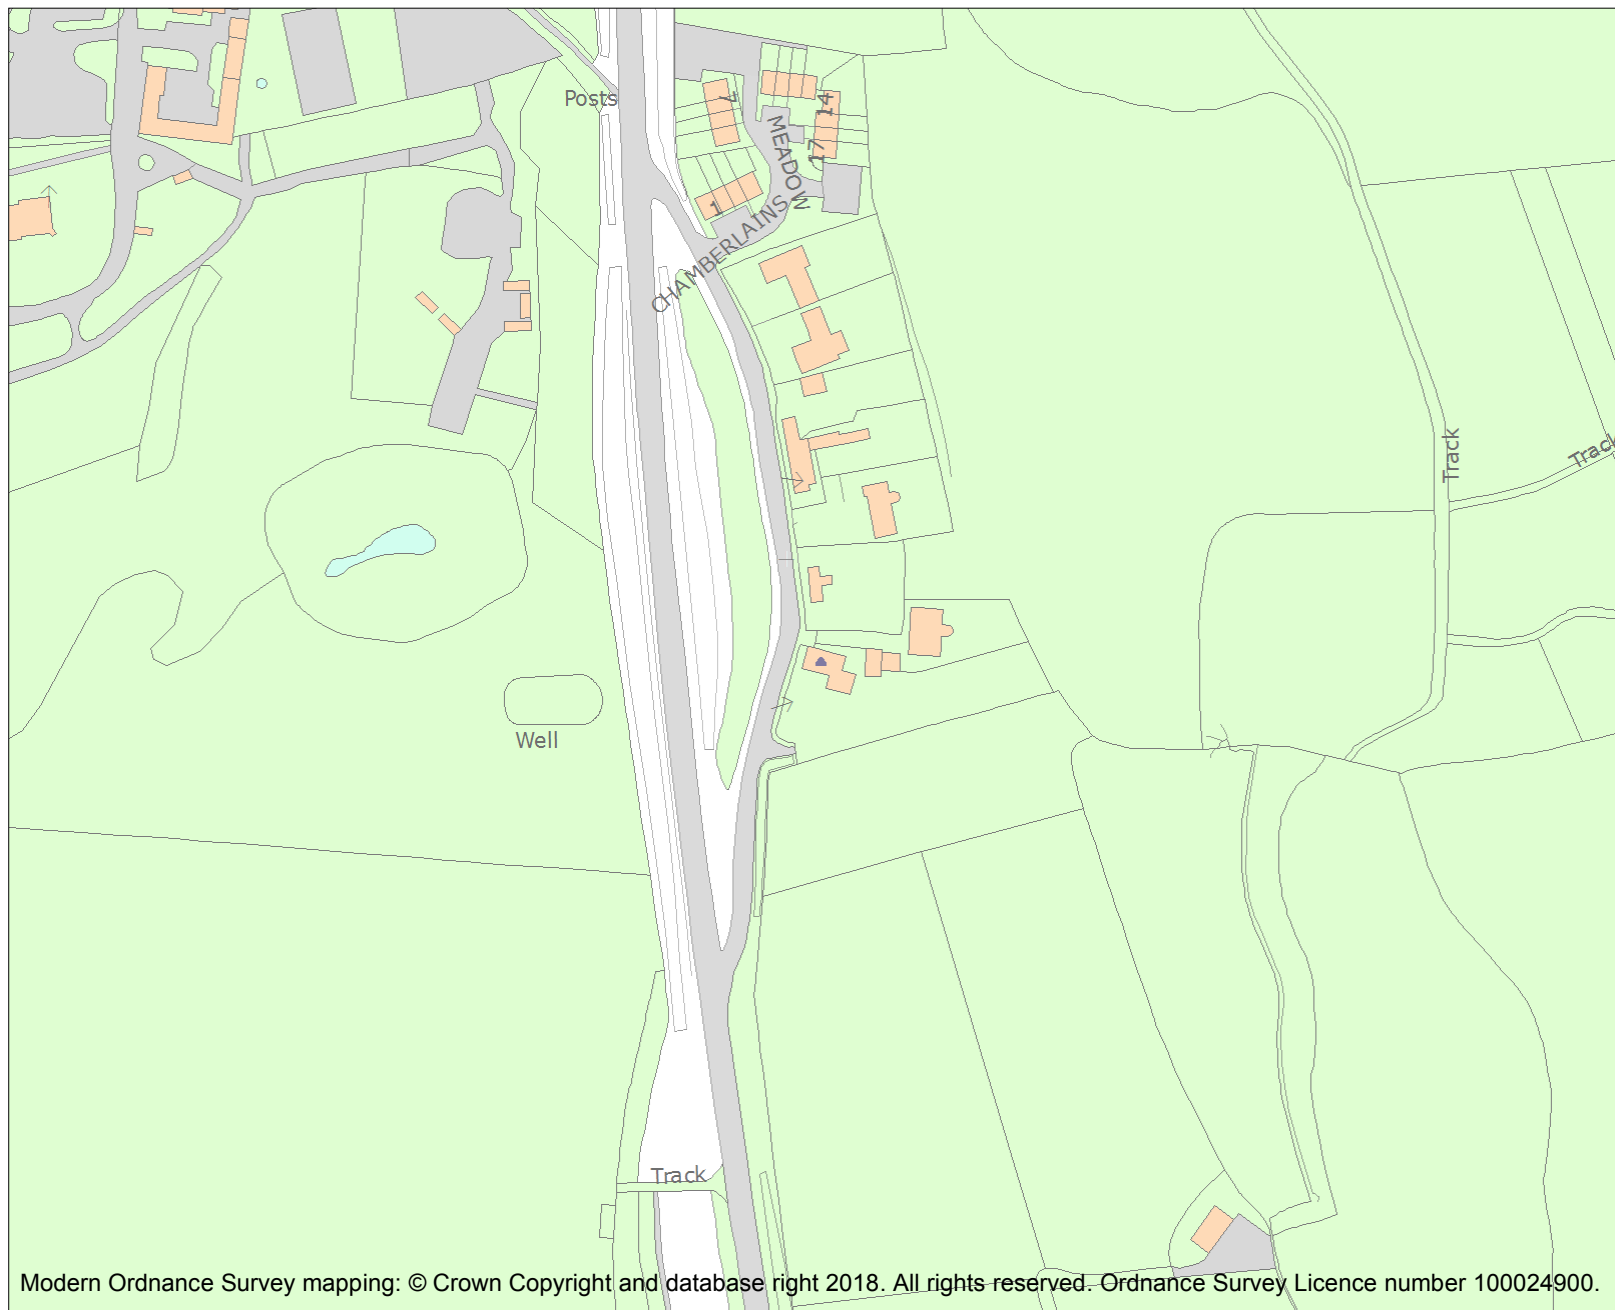 Posts
7
14
MEADOW
17
1
CHAMBERLAINS
Track
Track
Well
Track
Modern Ordnance Survey mapping: © Crown Copyright and database right 2018. All rights reserved. Ordnance Survey Licence number 100024900.